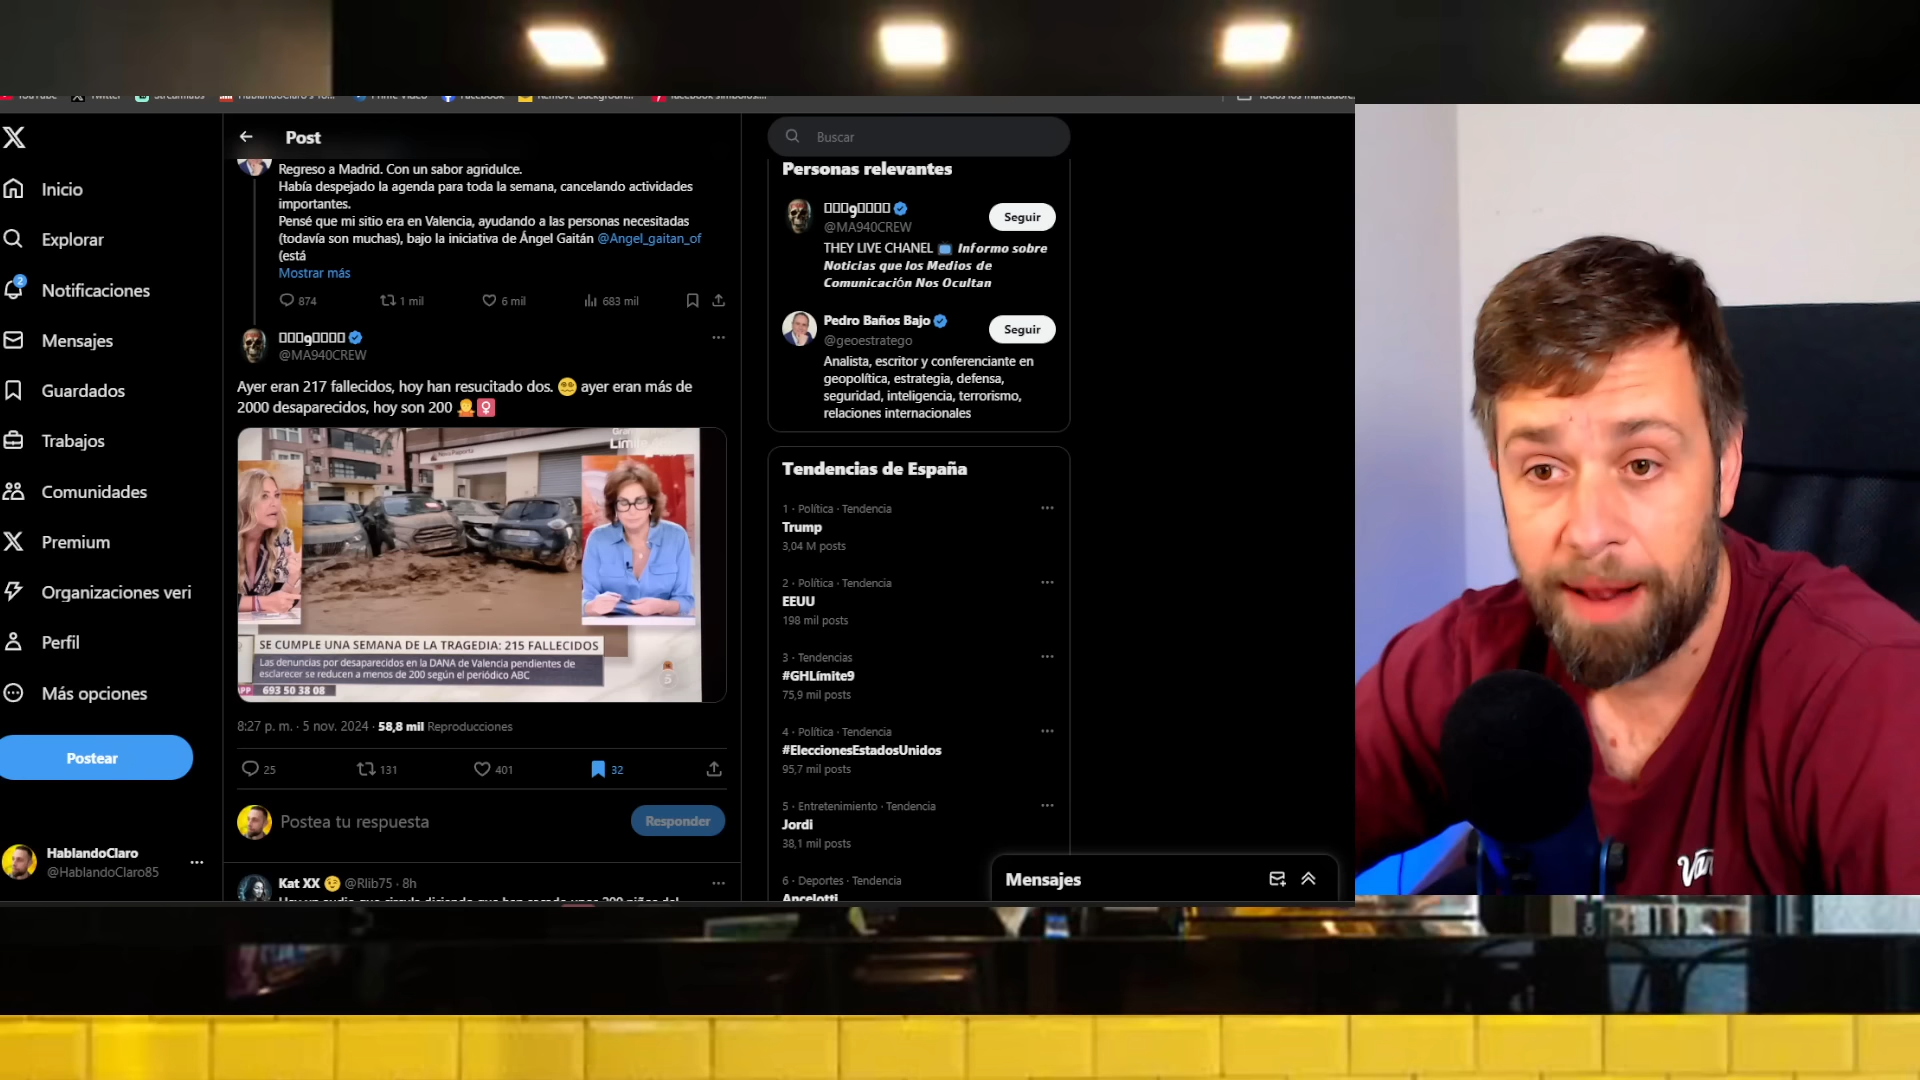 Post
Buscar
Inicio
Explorar
2
Notificaciones
Mensajes
Guardados
Trabajos
Comunidades
Premium
Organizaciones veri
Perfil
Más opciones
Postear
HablandoClaro
@HablandoClaro85
Regreso a Madrid. Con un sabor agridulce.
Había despejado la agenda para toda la semana, cancelando actividades
importantes.
Pensé que mi sitio era en Valencia, ayudando a las personas necesitadas
(todavía son muchas), bajo la iniciativa de Ángel Gaitán @Angel_gaitan_of
(está
Mostrar más
874 1 mil 6 mil 683 mil
@MA940CREW
Ayer eran 217 fallecidos, hoy han resucitado dos. 😵‍💫 ayer eran más de
2000 desaparecidos, hoy son 200 🤷♀️
SE CUMPLE UNA SEMANA DE LA TRAGEDIA: 215 FALLECIDOS
Las denuncias por desaparecidos en la DANA de Valencia pendientes de
esclarecer se reducen a menos de 200 según el periódico ABC
693 50 38 08
8:27 p. m. · 5 nov. 2024 · 58,8 mil Reproducciones
25 131 401 32
Postea tu respuesta
Responder
Kat XX 😉 @Rlib75 · 8h
Personas relevantes
@MA940CREW
Seguir
THEY LIVE CHANEL 📺 Informo sobre
Noticias que los Medios de
Comunicación Nos Ocultan
Pedro Baños Bajo
@geoestratego
Seguir
Analista, escritor y conferenciante en
geopolítica, estrategia, defensa,
seguridad, inteligencia, terrorismo,
relaciones internacionales
Tendencias de España
1 · Política · Tendencia
Trump
3,04 M posts
2 · Política · Tendencia
EEUU
198 mil posts
3 · Tendencias
#GHLímite9
75,9 mil posts
4 · Política · Tendencia
#EleccionesEstadosUnidos
95,7 mil posts
5 · Entretenimiento · Tendencia
Jordi
38,1 mil posts
6 · Deportes · Tendencia
Ancelotti
Mensajes